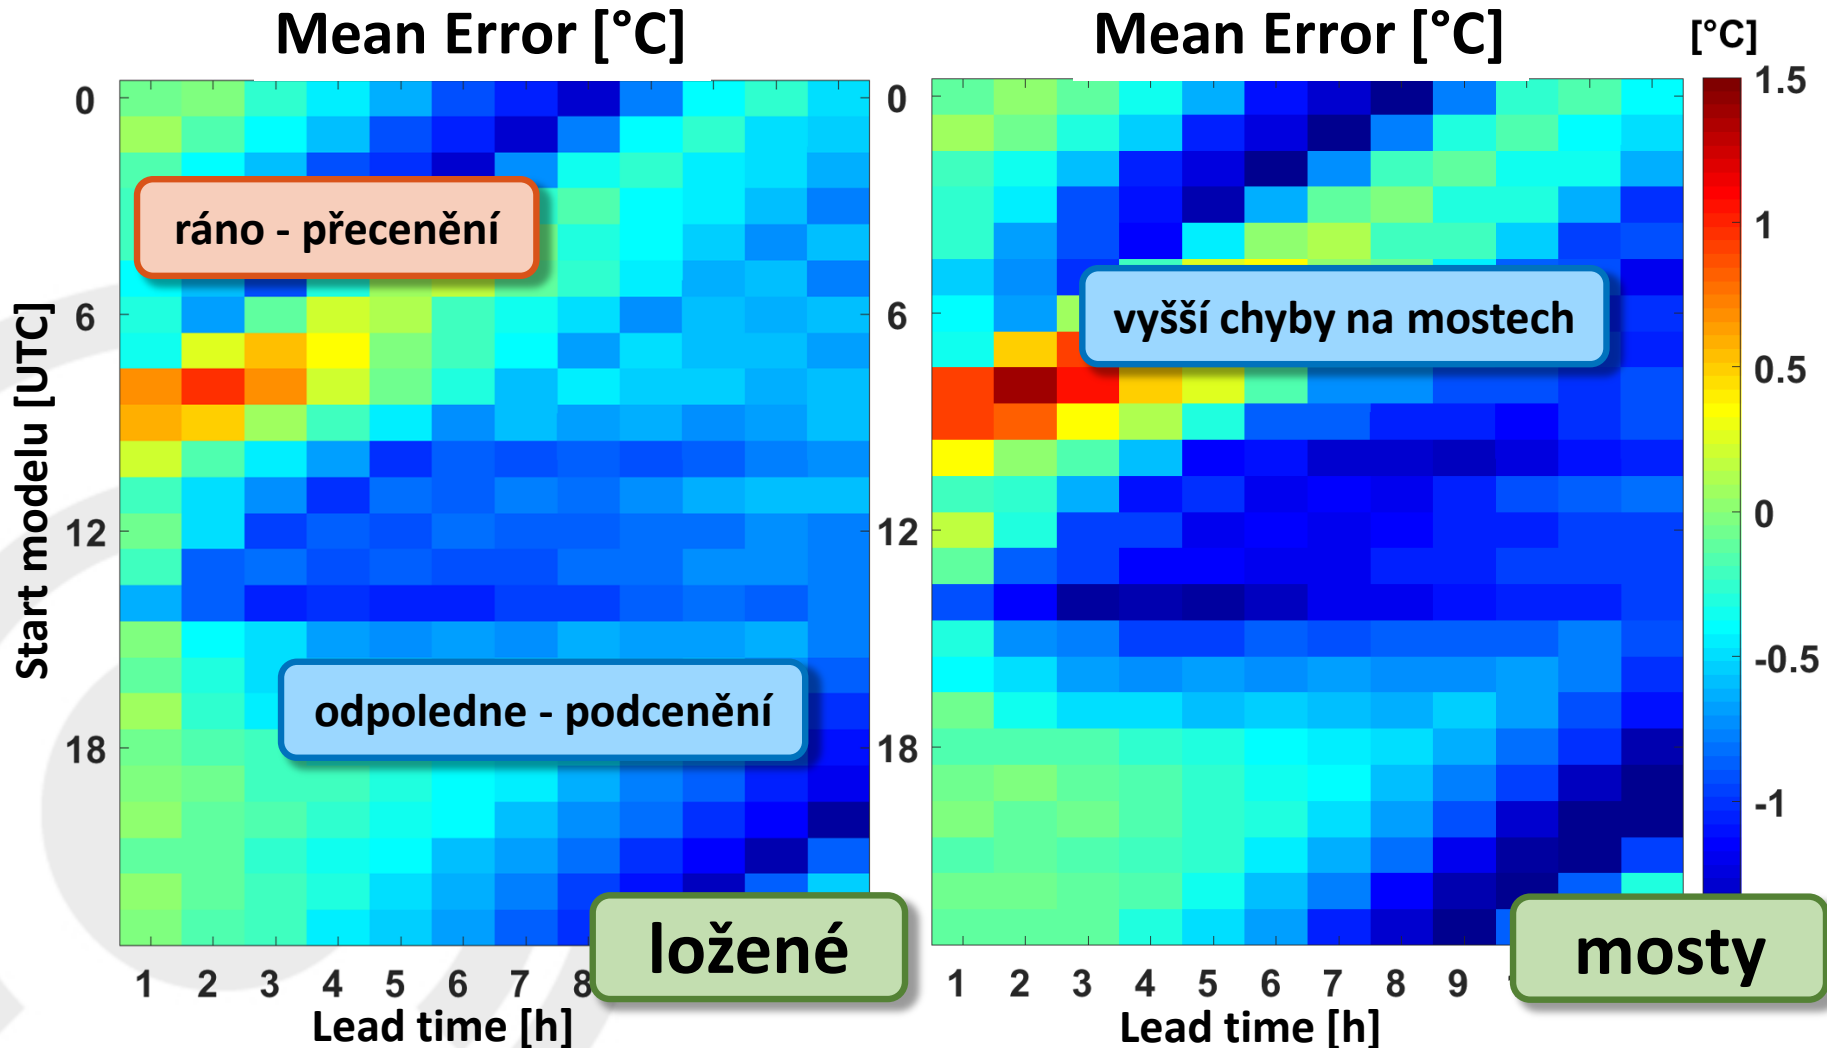 Mean Error [°C]
Mean Error [°C]
[°C]
0
6
12
18
Start modelu [UTC]
ráno - přecenění
odpoledne - podcenění
ložené
1 2 3 4 5 6 7 8
Lead time [h]
0
6
12
18
vyšší chyby na mostech
mosty
1 2 3 4 5 6 7 8 9
Lead time [h]
1.5
1
0.5
0
-0.5
-1